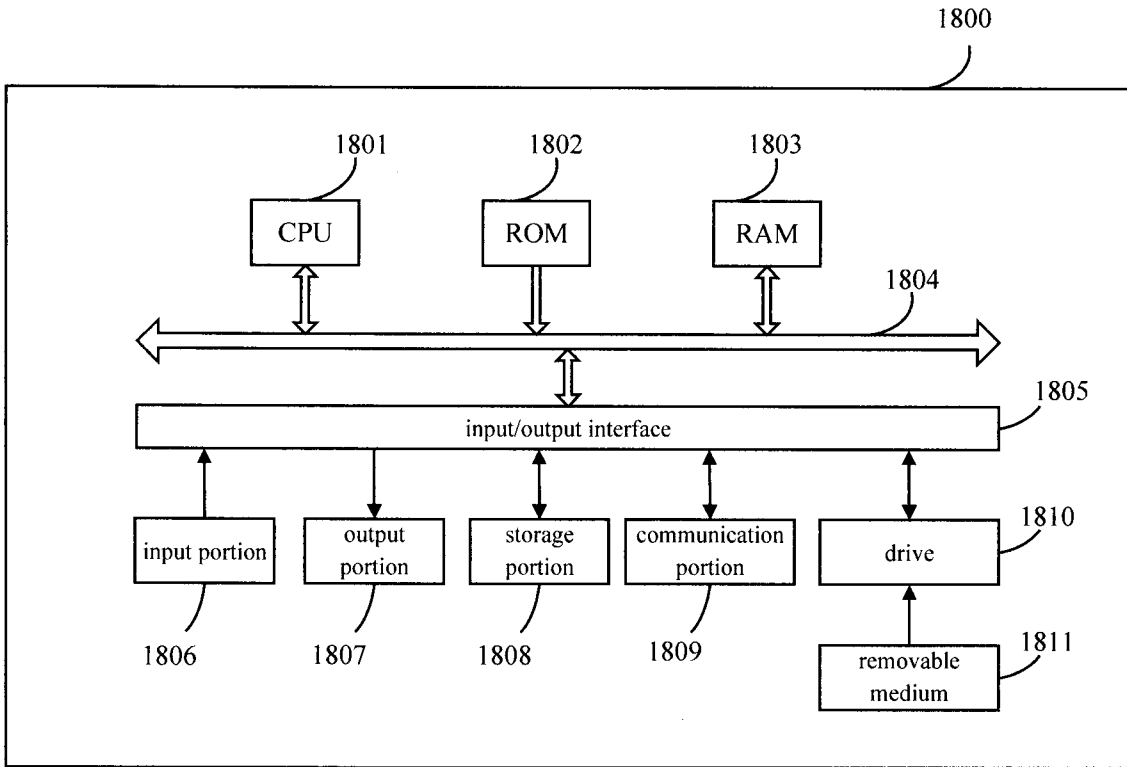 1800
1801
1802
1803
CPU
ROM
RAM
1804
1805
input/output interface
input portion
output
portion
storage
portion
communication
portion
drive
1810
1806
1807
1808
1809
removable
medium
1811